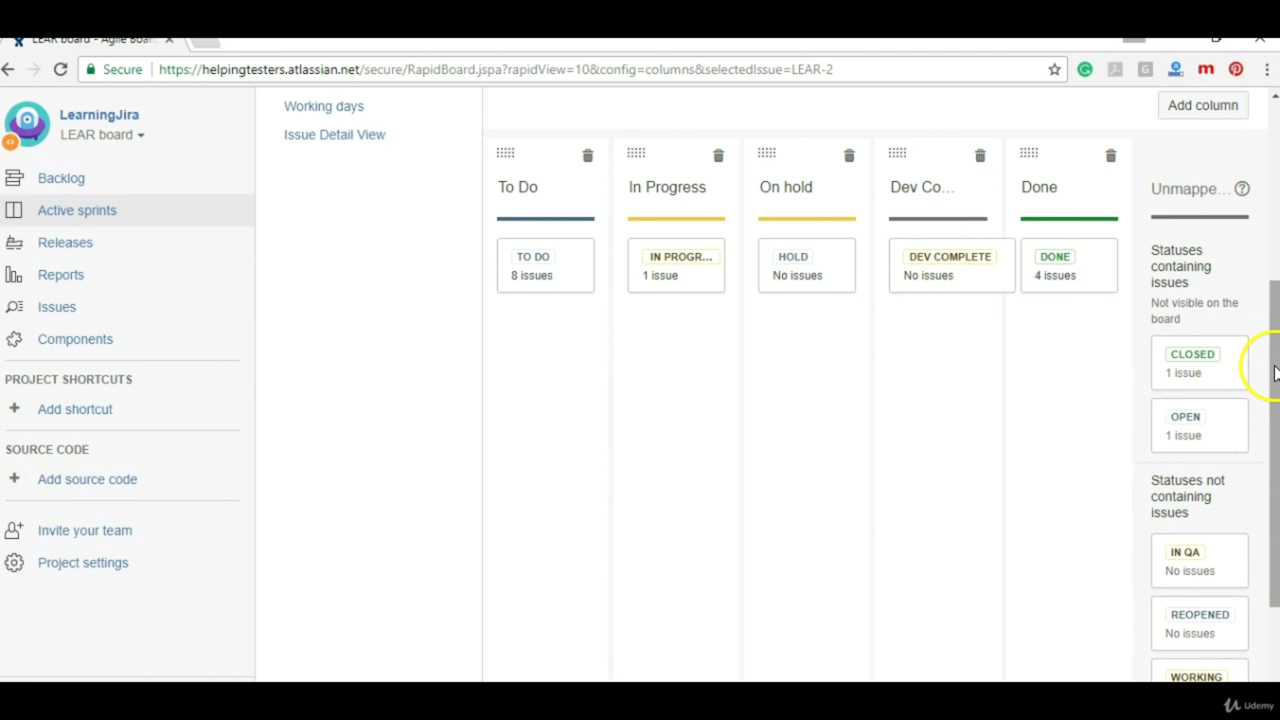 LEAR board - Agile Boar
Secure
https://helpingtesters.atlassian.net/secure/RapidBoard.jspa?rapidView=10&config=columns&selectedIssue=LEAR-2
LearningJira
LEAR board
Backlog
Active sprints
Releases
Reports
Issues
Components
PROJECT SHORTCUTS
Add shortcut
SOURCE CODE
Add source code
Invite your team
Project settings
Working days
Issue Detail View
Add column
To Do
In Progress
On hold
Dev Co...
Done
Unmappe...
TO DO
8 issues
IN PROGR...
1 issue
HOLD
No issues
DEV COMPLETE
No issues
DONE
4 issues
Statuses
containing
issues
Not visible on the
board
CLOSED
1 issue
OPEN
1 issue
Statuses not
containing
issues
IN QA
No issues
REOPENED
No issues
WORKING
Udemy